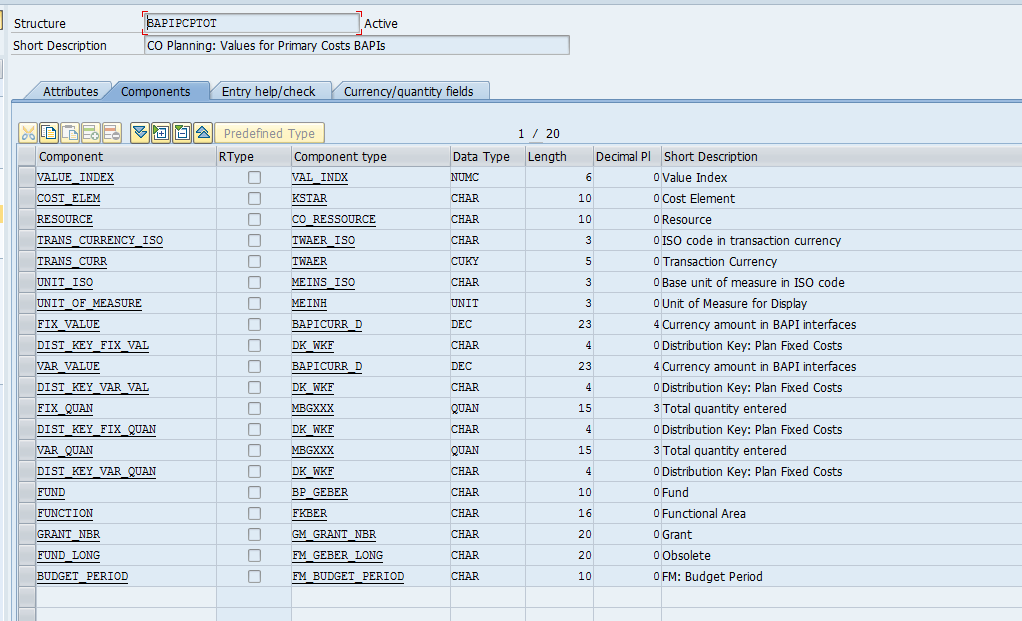 Structure BAPIPCPTOT Active
Short Description CO Planning: Values for Primary Costs BAPIs
Attributes Components Entry help/check Currency/quantity fields
Predefined Type 1 / 20
Component RType Component type Data Type Length Decimal Pl Short Description
VALUE_INDEX VAL_INDX NUMC 6 0 Value Index
COST_ELEM KSTAR CHAR 10 0 Cost Element
RESOURCE CO_RESSOURCE CHAR 10 0 Resource
TRANS_CURRENCY_ISO TWAER_ISO CHAR 3 0 ISO code in transaction currency
TRANS_CURR TWAER CUKY 5 0 Transaction Currency
UNIT_ISO MEINS_ISO CHAR 3 0 Base unit of measure in ISO code
UNIT_OF_MEASURE MEINH UNIT 3 0 Unit of Measure for Display
FIX_VALUE BAPICURR_D DEC 23 4 Currency amount in BAPI interfaces
DIST_KEY_FIX_VAL DK_WKF CHAR 4 0 Distribution Key: Plan Fixed Costs
VAR_VALUE BAPICURR_D DEC 23 4 Currency amount in BAPI interfaces
DIST_KEY_VAR_VAL DK_WKF CHAR 4 0 Distribution Key: Plan Fixed Costs
FIX_QUAN MBGXXX QUAN 15 3 Total quantity entered
DIST_KEY_FIX_QUAN DK_WKF CHAR 4 0 Distribution Key: Plan Fixed Costs
VAR_QUAN MBGXXX QUAN 15 3 Total quantity entered
DIST_KEY_VAR_QUAN DK_WKF CHAR 4 0 Distribution Key: Plan Fixed Costs
FUND BP_GEBER CHAR 10 0 Fund
FUNCTION FKBER CHAR 16 0 Functional Area
GRANT_NBR GM_GRANT_NBR CHAR 20 0 Grant
FUND_LONG FM_GEBER_LONG CHAR 20 0 Obsolete
BUDGET_PERIOD FM_BUDGET_PERIOD CHAR 10 0 FM: Budget Period